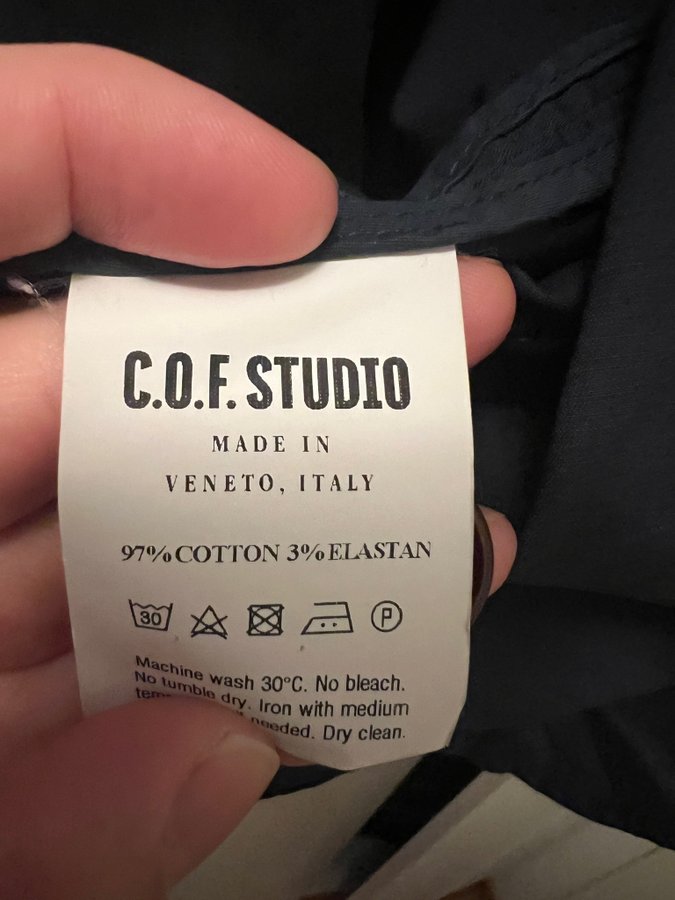 C.O.F. STUDIO
MADE IN
VENETO, ITALY
97% COTTON 3% ELASTAN
30 P
Machine wash 30°C. No bleach.
No tumble dry. Iron with medium
needed. Dry clean.